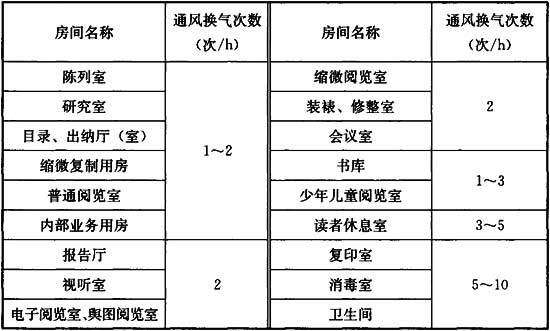 房间名称 通风换气次数 房间名称 通风换气次数
（次/h） （次/h）
陈列室 1～2 缩微阅览室 2
研究室 装裱、修整室
目录、出纳厅（室） 会议室
缩微复制用房 书库 1～3
普通阅览室 少年儿童阅览室
内部业务用房 读者休息室 3～5
报告厅 2 复印室 5～10
视听室 消毒室
电子阅览室、舆图阅览室 卫生间